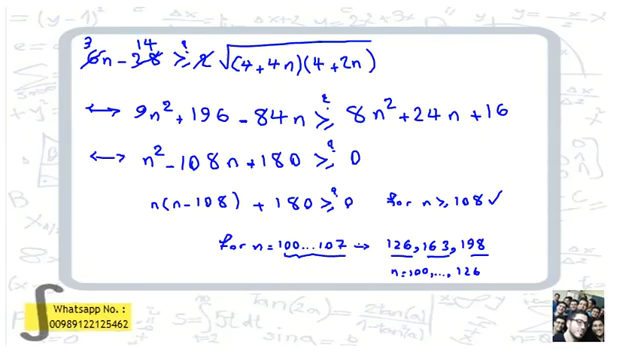 3 14
6n - 28 ≥? 2 √(4+4n)(4+2n)
↔ 9n² + 196 - 84n ≥? 8n² + 24n + 16
↔ n² - 108n + 180 ≥? 0
n(n-108) + 180 ≥? 0 for n ≥ 108 ✓
for n = 100...107 → 126, 163, 198
n=100,..., 126
Whatsapp No. :
00989122125462